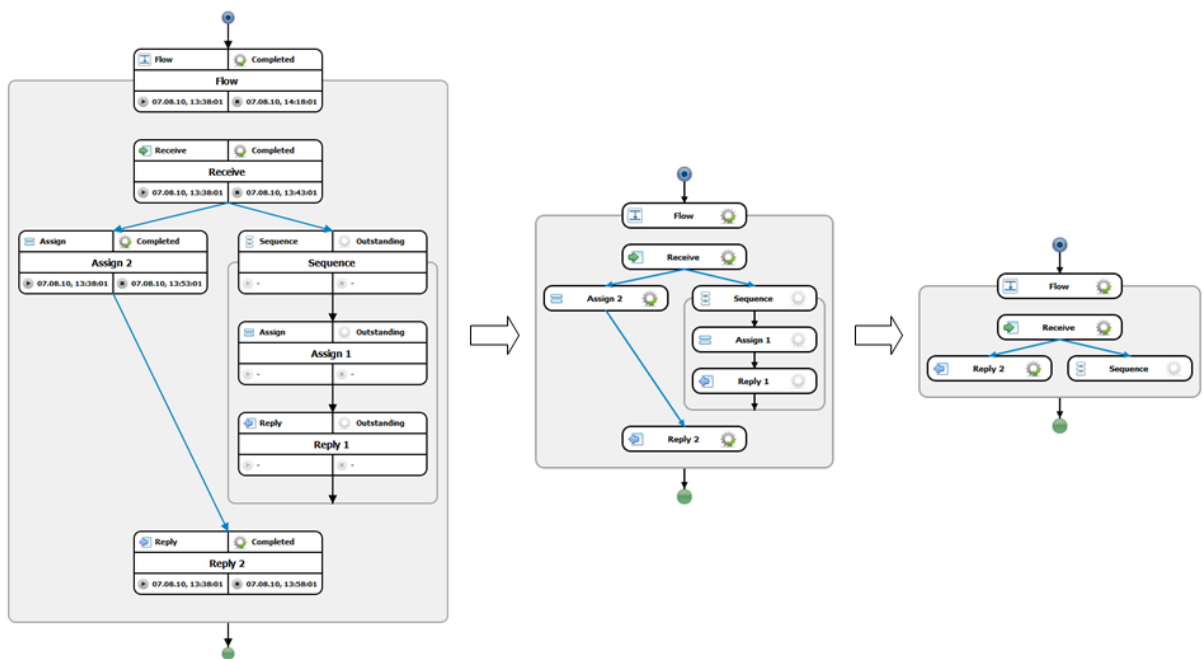 Flow Completed
Flow
07.08.10, 13:38:01 07.08.10, 14:18:01
Receive Completed
Receive
07.08.10, 13:38:01 07.08.10, 13:43:01
Assign Completed
Assign 2
07.08.10, 13:38:01 07.08.10, 13:53:01
Sequence Outstanding
Sequence
- -
Assign Outstanding
Assign 1
- -
Reply Outstanding
Reply 1
- -
Reply Completed
Reply 2
07.08.10, 13:38:01 07.08.10, 13:58:01
Flow
Receive
Assign 2
Sequence
Assign 1
Reply 1
Reply 2
Flow
Receive
Reply 2
Sequence